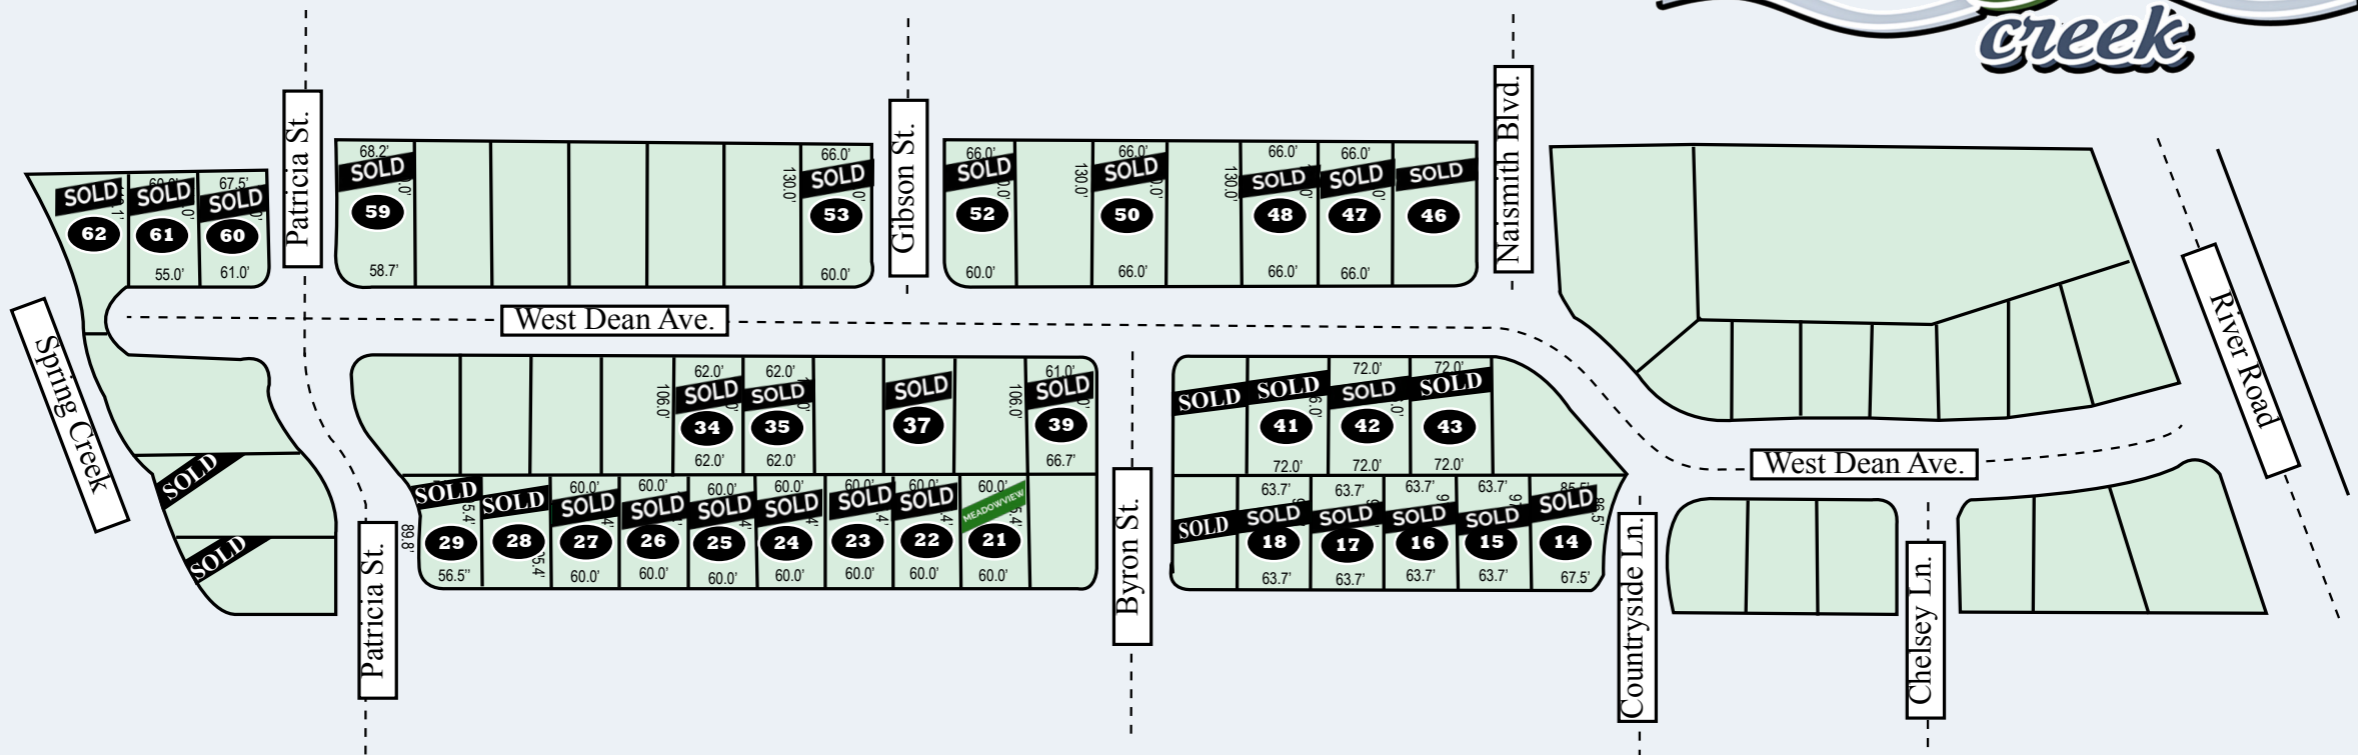 creek
Patricia St.
Gibson St.
Naismith Blvd.
River Road
Spring Creek
West Dean Ave.
West Dean Ave.
Patricia St.
Byron St.
Countryside Ln.
Chelsey Ln.
SOLD
62
SOLD
61
55.0'
67.5'
SOLD
60
61.0'
68.2'
SOLD
59
58.7'
66.0'
130.0'
SOLD
53
60.0'
66.0'
SOLD
52
60.0'
130.0'
66.0'
SOLD
50
66.0'
130.0'
66.0'
SOLD
48
66.0'
66.0'
SOLD
47
66.0'
SOLD
46
106.0'
62.0'
SOLD
34
62.0'
62.0'
SOLD
35
62.0'
SOLD
37
106.0'
61.0'
SOLD
39
66.7'
SOLD
SOLD
41
72.0'
72.0'
SOLD
42
72.0'
72.0'
SOLD
43
72.0'
SOLD
SOLD
89.8'
SOLD
29
56.5"
SOLD
28
60.0'
SOLD
27
60.0'
60.0'
SOLD
26
60.0'
60.0'
SOLD
25
60.0'
60.0'
SOLD
24
60.0'
60.0'
SOLD
23
60.0'
60.0'
SOLD
22
60.0'
60.0'
MEADOWVIEW
21
60.0'
SOLD
63.7'
SOLD
18
63.7'
63.7'
SOLD
17
63.7'
63.7'
SOLD
16
63.7'
63.7'
SOLD
15
63.7'
85.5'
SOLD
14
67.5'